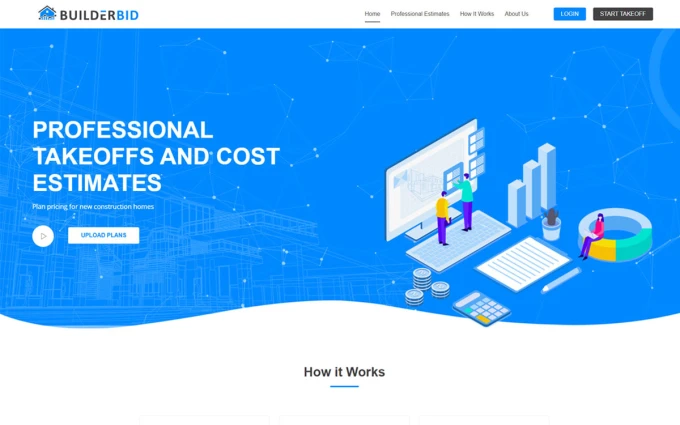 BUILDERBID
Home
Professional Estimates
How It Works
About Us
LOGIN
START TAKEOFF
PROFESSIONAL
TAKEOFFS AND COST
ESTIMATES
Plan pricing for new construction homes
UPLOAD PLANS
How it Works